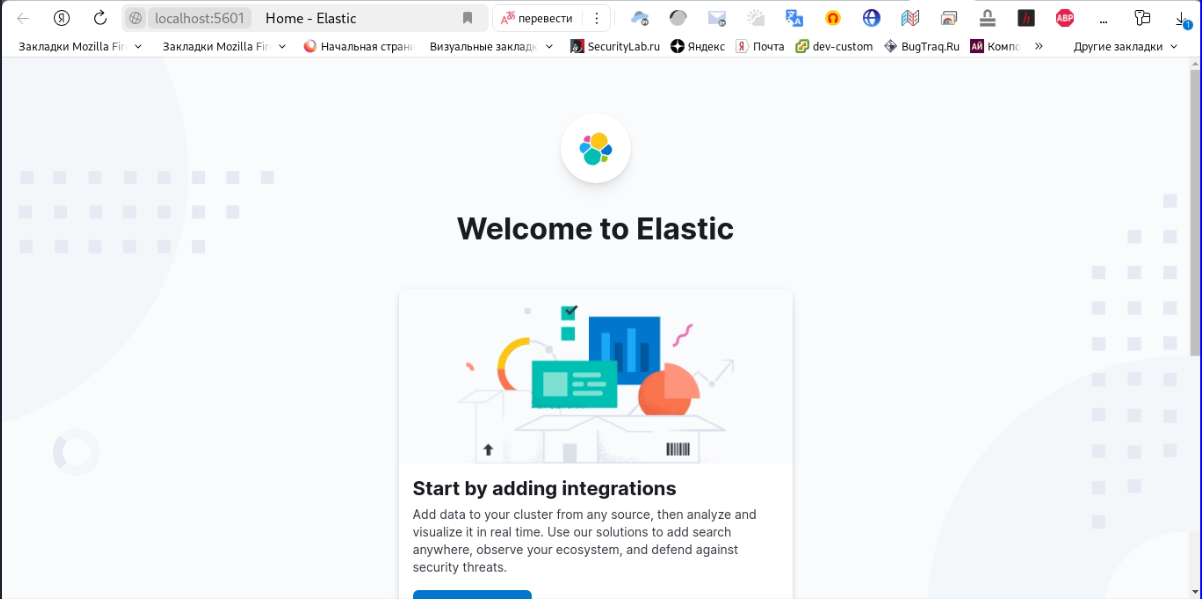 Я localhost:5601 Home - Elastic перевести
Закладки Mozilla Fir Закладки Mozilla Fir Начальная стран Визуальные заклад SecurityLab.ru Яндекс Почта dev-custom BugTraq.Ru АЙ Компо » Другие закладки
ABP
1
Welcome to Elastic
Start by adding integrations
Add data to your cluster from any source, then analyze and
visualize it in real time. Use our solutions to add search
anywhere, observe your ecosystem, and defend against
security threats.